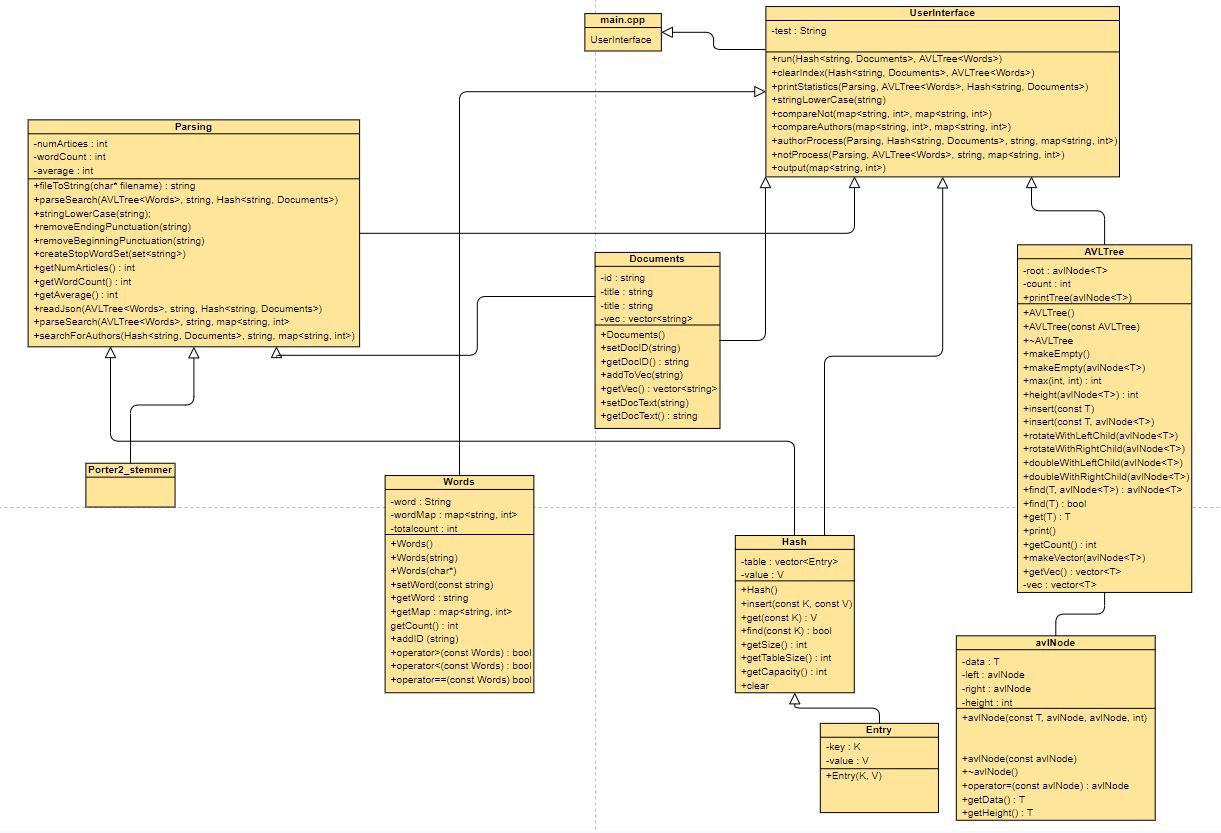 main.cpp
UserInterface
UserInterface
-test : String
+run(Hash<string, Documents>, AVLTree<Words>)
+clearIndex(Hash<string, Documents>, AVLTree<Words>)
+printStatistics(Parsing, AVLTree<Words>, Hash<string, Documents>)
+stringLowerCase(string)
+compareNot(map<string, int>, map<string, int>)
+compareAuthors(map<string, int>, map<string, int>)
+authorProcess(Parsing, Hash<string, Documents>, string, map<string, int>)
+notProcess(Parsing, AVLTree<Words>, string, map<string, int>)
+output(map<string, int>)
Parsing
-numArtices : int
-wordCount : int
-average : int
+fileToString(char* filename) : string
+parseSearch(AVLTree<Words>, string, Hash<string, Documents>)
+stringLowerCase(string);
+removeEndingPunctuation(string)
+removeBeginningPunctuation(string)
+createStopWordSet(set<string>)
+getNumArticles() : int
+getWordCount() : int
+getAverage() : int
+readJson(AVLTree<Words>, string, Hash<string, Documents>)
+parseSearch(AVLTree<Words>, string, map<string, int>
+searchForAuthors(Hash<string, Documents>, string, map<string, int>)
Documents
-id : string
-title : string
-title : string
-vec : vector<string>
+Documents()
+setDocID(string)
+getDocID() : string
+addToVec(string)
+getVec() : vector<string>
+setDocText(string)
+getDocText() : string
AVLTree
-root : avlNode<T>
-count : int
+printTree(avlNode<T>)
+AVLTree()
+AVLTree(const AVLTree)
+~AVLTree
+makeEmpty()
+makeEmpty(avlNode<T>)
+max(int, int) : int
+height(avlNode<T>) : int
+insert(const T)
+insert(const T, avlNode<T>)
+rotateWithLeftChild(avlNode<T>)
+rotateWithRightChild(avlNode<T>)
+doubleWithLeftChild(avlNode<T>)
+doubleWithRightChild(avlNode<T>)
+find(T, avlNode<T>) : avlNode<T>
+find(T) : bool
+get(T) : T
+print()
+getCount() : int
+makeVector(avlNode<T>)
+getVec() : vector<T>
-vec : vector<T>
Porter2_stemmer
Words
-word : String
-wordMap : map<string, int>
-totalcount : int
+Words()
+Words(string)
+Words(char*)
+setWord(const string)
+getWord : string
+getMap : map<string, int>
getCount() : int
+addID (string)
+operator>(const Words) : bool
+operator<(const Words) : bool
+operator==(const Words) bool
Hash
-table : vector<Entry>
-value : V
+Hash()
+insert(const K, const V)
+get(const K) : V
+find(const K) : bool
+getSize() : int
+getTableSize() : int
+getCapacity() : int
+clear
Entry
-key : K
-value : V
+Entry(K, V)
avlNode
-data : T
-left : avlNode
-right : avlNode
-height : int
+avlNode(const T, avlNode, avlNode, int)
+avlNode(const avlNode)
+~avlNode()
+operator=(const avlNode) : avlNode
+getData() : T
+getHeight() : T